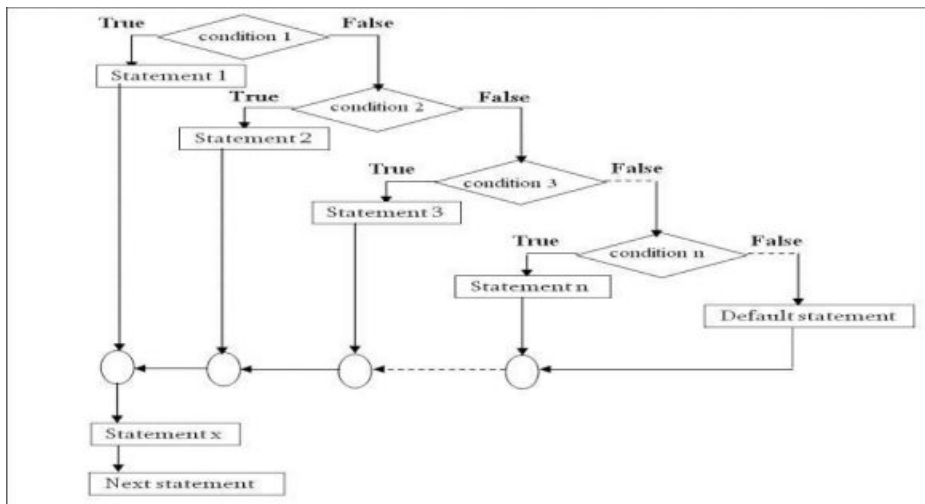 True
False
condition 1
Statement 1
True
False
condition 2
Statement 2
True
False
condition 3
Statement 3
True
False
condition n
Statement n
Default statement
Statement x
Next statement